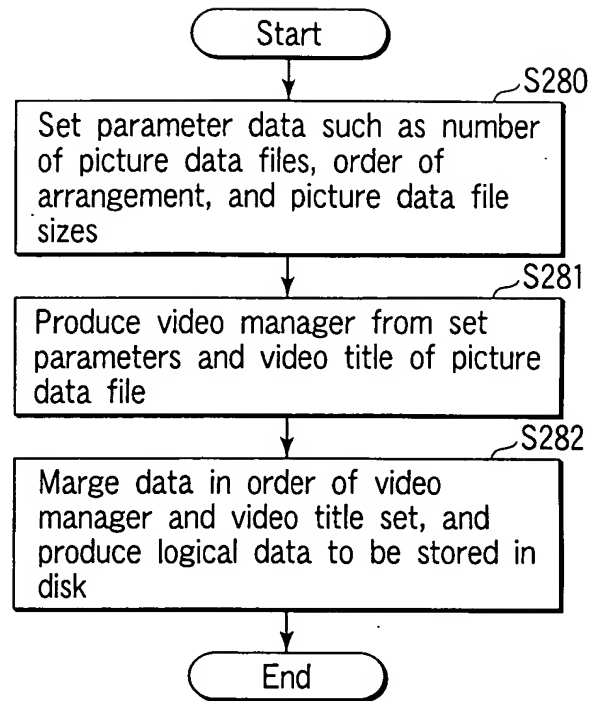 Start
S280
Set parameter data such as number
of picture data files, order of
arrangement, and picture data file
sizes
S281
Produce video manager from set
parameters and video title of picture
data file
S282
Marge data in order of video
manager and video title set, and
produce logical data to be stored in
disk
End